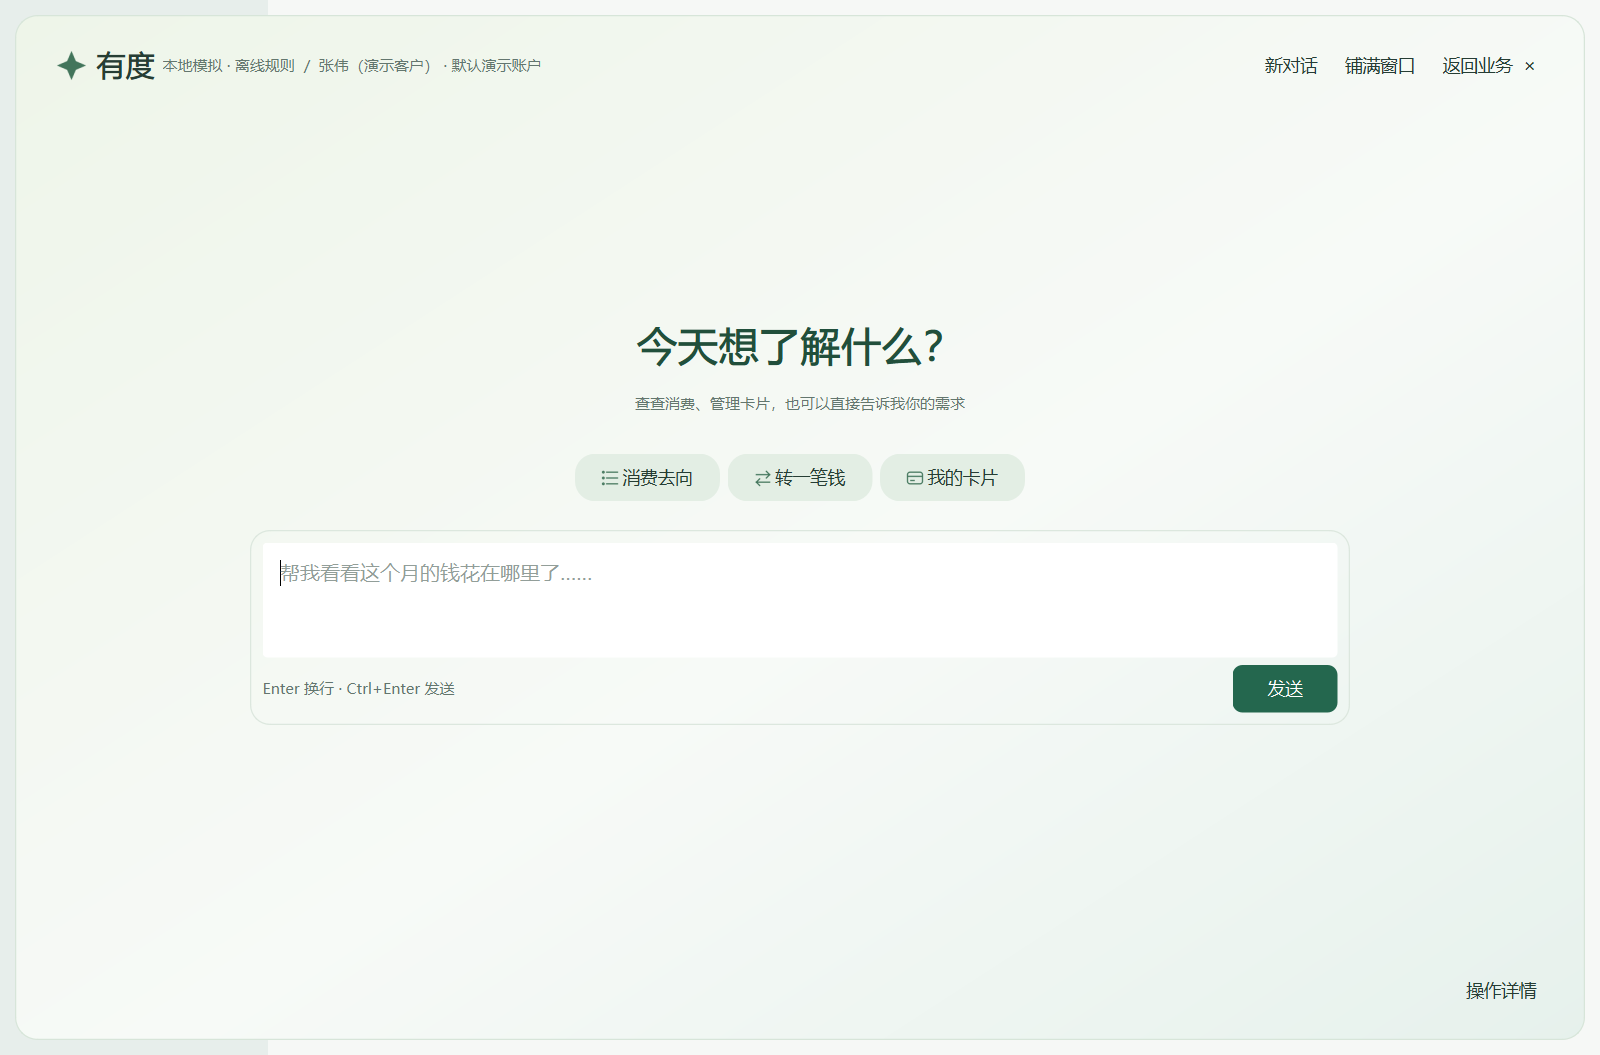 有度 本地模拟 · 离线规则 / 张伟（演示客户） · 默认演示账户 新对话 铺满窗口 返回业务 ×
今天想了解什么？
查查消费、管理卡片，也可以直接告诉我你的需求
消费去向 转一笔钱 我的卡片
帮我看看这个月的钱花在哪里了......
Enter 换行 · Ctrl+Enter 发送 发送
操作详情